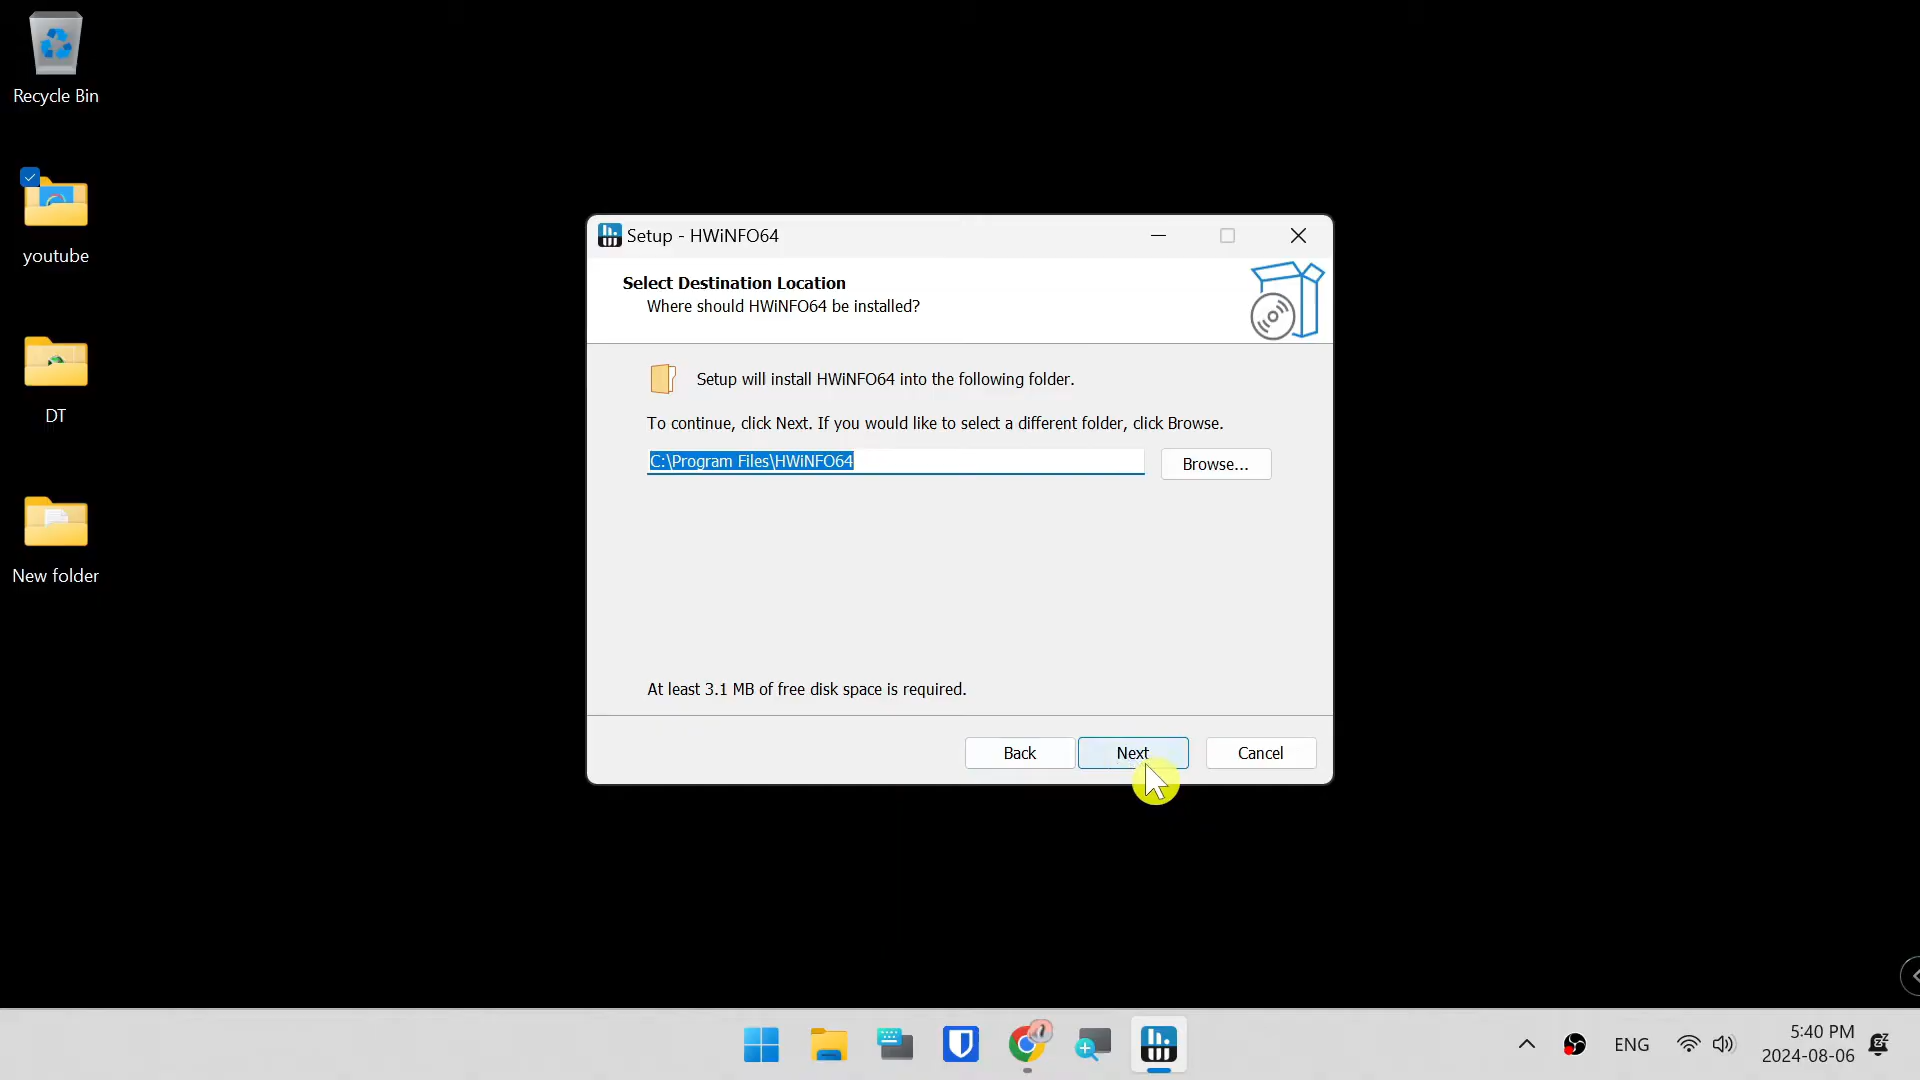 Recycle Bin
youtube
DT
New folder
Setup - HWiNFO64
Select Destination Location
Where should HWiNFO64 be installed?
Setup will install HWiNFO64 into the following folder.
To continue, click Next. If you would like to select a different folder, click Browse.
C:\Program Files\HWiNFO64
Browse...
At least 3.1 MB of free disk space is required.
Back
Next
Cancel
ENG
5:40 PM
2024-08-06